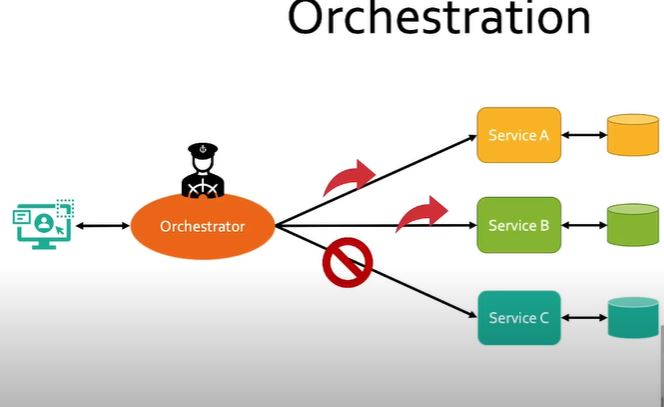 Orchestration
Service A
Orchestrator
Service B
Service C